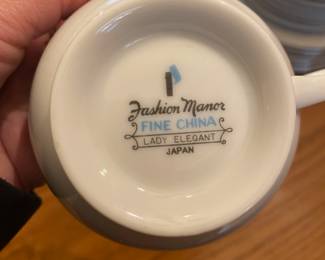 Fashion Manor
FINE CHINA
LADY ELEGANT
JAPAN